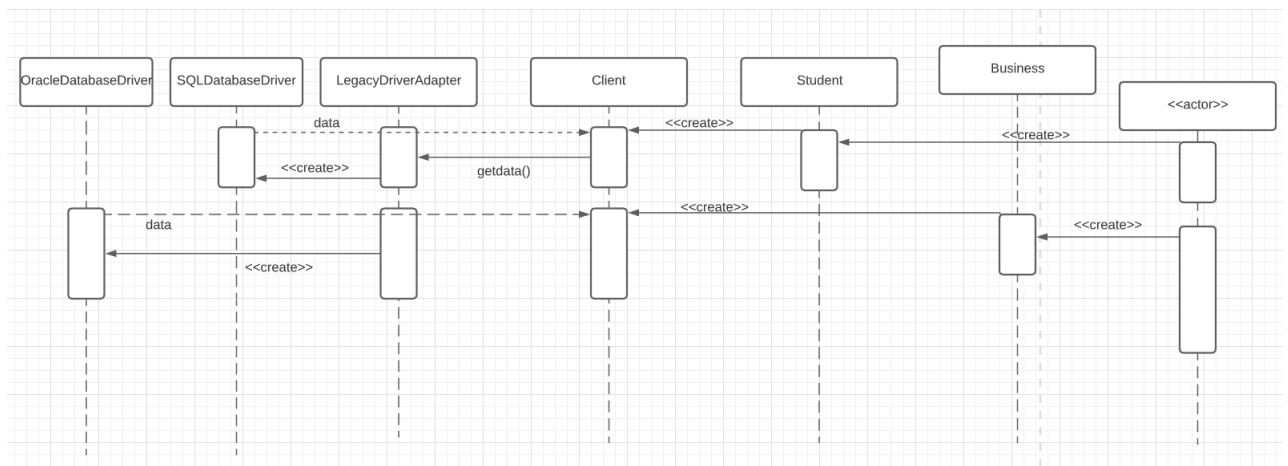 OracleDatabaseDriver
SQLDatabaseDriver
LegacyDriverAdapter
Client
Student
Business
<<actor>>
data
<<create>>
<<create>>
<<create>>
getdata()
<<create>>
data
<<create>>
<<create>>